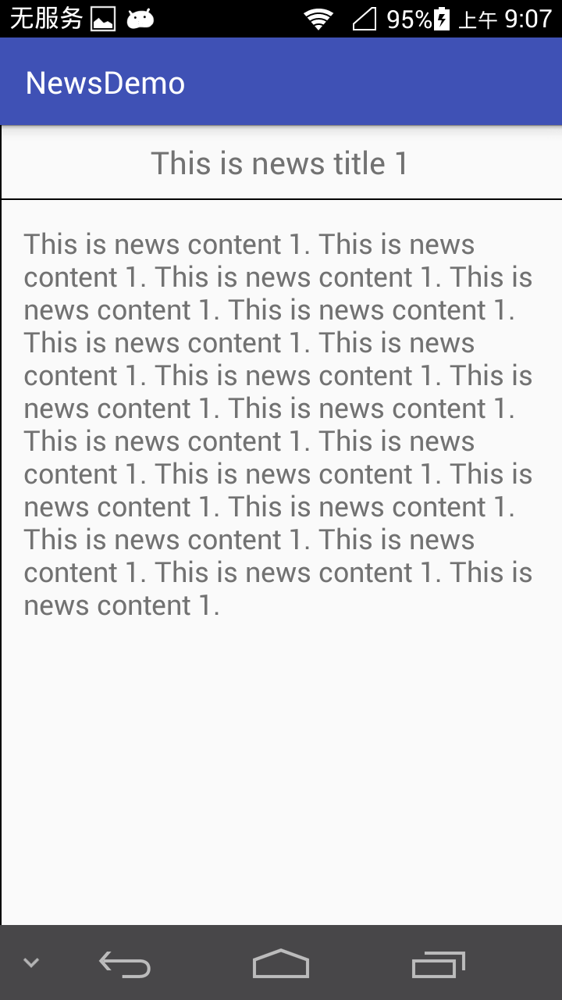 无服务 95% 上午 9:07
NewsDemo
This is news title 1
This is news content 1. This is news
content 1. This is news content 1. This is
news content 1. This is news content 1.
This is news content 1. This is news
content 1. This is news content 1. This is
news content 1. This is news content 1.
This is news content 1. This is news
content 1. This is news content 1. This is
news content 1. This is news content 1.
This is news content 1. This is news
content 1. This is news content 1. This is
news content 1.